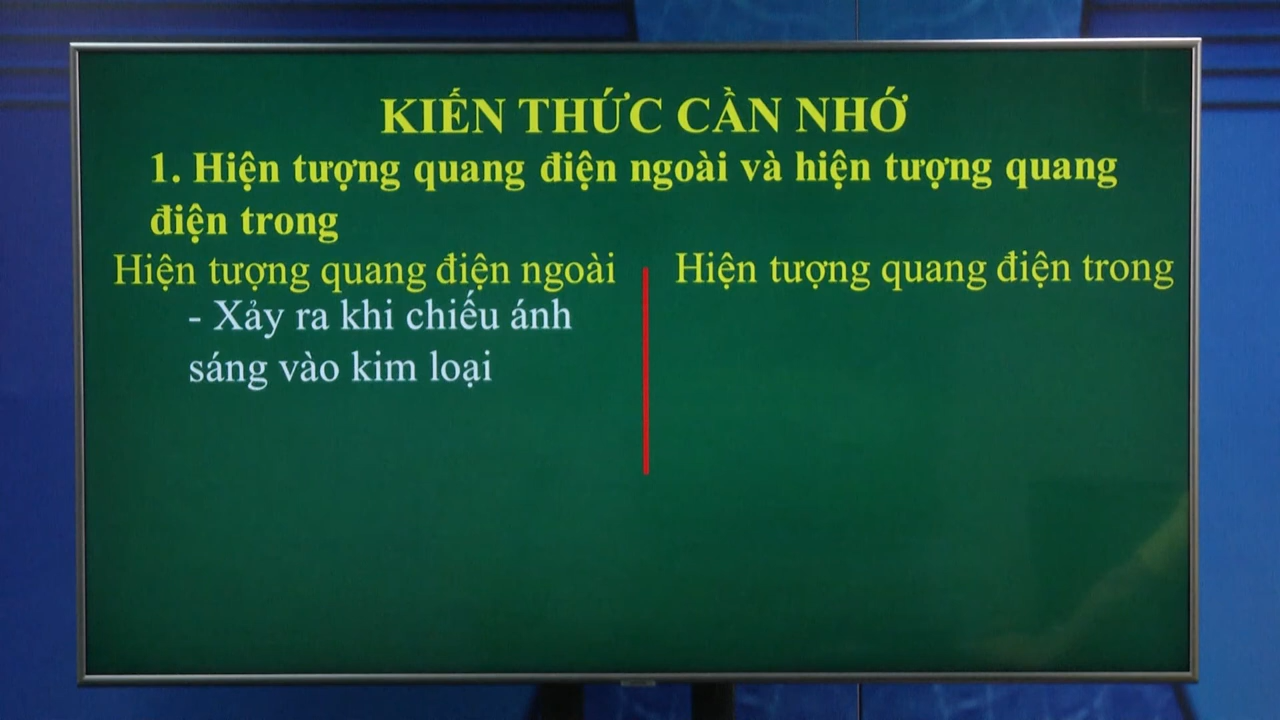 KIẾN THỨC CẦN NHỚ
1. Hiện tượng quang điện ngoài và hiện tượng quang
điện trong
Hiện tượng quang điện ngoài
Hiện tượng quang điện trong
- Xảy ra khi chiếu ánh
sáng vào kim loại